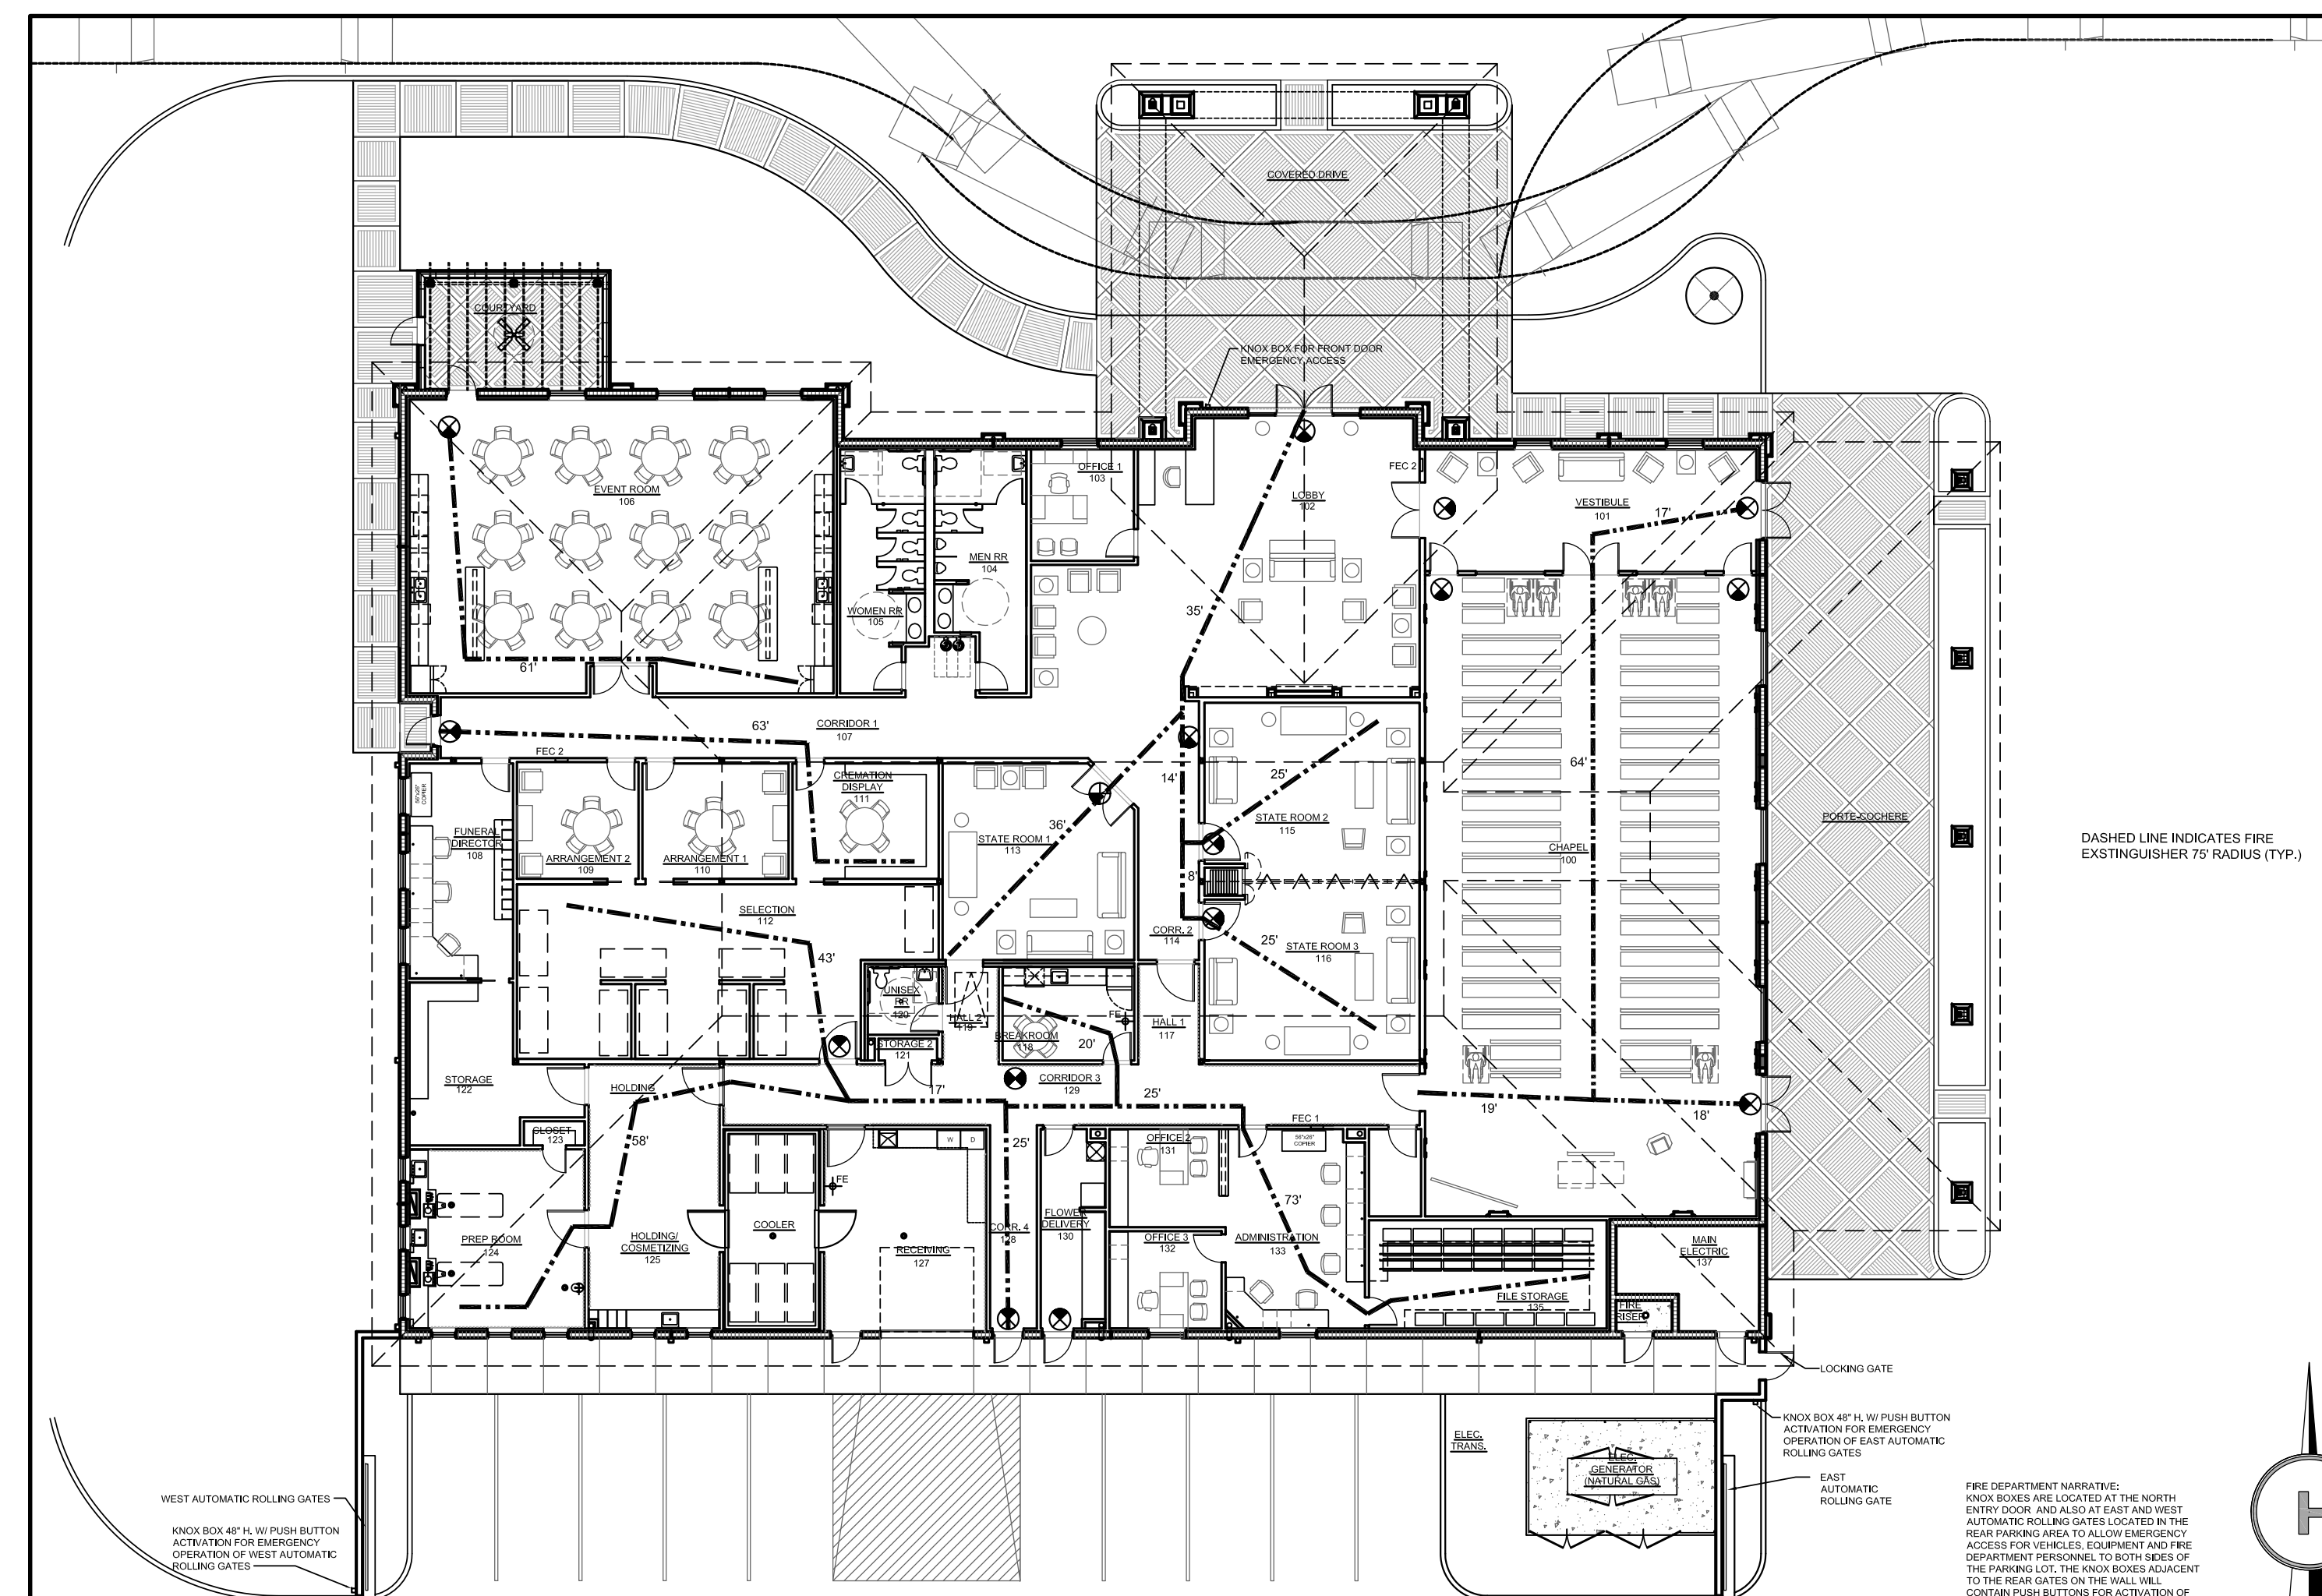 COVERED DRIVE
COURTYARD
KNOX BOX FOR FRONT DOOR
EMERGENCY ACCESS
EVENT ROOM
106
OFFICE 1
103
LOBBY
102
FEC 2
VESTIBULE
101
17'
MEN RR
104
WOMEN RR
105
35'
61'
63'
CORRIDOR 1
107
FEC 2
56"x26"
COPIER
FUNERAL
DIRECTOR
108
ARRANGEMENT 2
109
ARRANGEMENT 1
110
CREMATION
DISPLAY
111
STATE ROOM 1
113
36'
14'
25'
STATE ROOM 2
115
8'
64'
CHAPEL
100
PORTE-COCHERE
DASHED LINE INDICATES FIRE
EXSTINGUISHER 75' RADIUS (TYP.)
SELECTION
112
43'
CORR. 2
114
25'
STATE ROOM 3
116
UNISEX
RR
120
HALL 2
119
BREAKROOM
118
FE
HALL 1
117
STORAGE 2
121
20'
STORAGE
122
HOLDING
17'
CORRIDOR 3
129
25'
19'
18'
CLOSET
123
58'
FEC 1
W
D
25'
OFFICE 2
131
56"x26"
COPIER
FE
PREP ROOM
124
HOLDING/
COSMETIZING
125
COOLER
RECEIVING
127
CORR. 4
128
FLOWER
DELIVERY
130
OFFICE 3
132
73'
ADMINISTRATION
133
FILE STORAGE
135
MAIN
ELECTRIC
137
FIRE
RISER
LOCKING GATE
KNOX BOX 48" H. W/ PUSH BUTTON
ACTIVATION FOR EMERGENCY
OPERATION OF EAST AUTOMATIC
ROLLING GATES
ELEC.
TRANS.
ELEC.
GENERATOR
(NATURAL GAS)
EAST
AUTOMATIC
ROLLING GATE
WEST AUTOMATIC ROLLING GATES
KNOX BOX 48" H. W/ PUSH BUTTON
ACTIVATION FOR EMERGENCY
OPERATION OF WEST AUTOMATIC
ROLLING GATES
FIRE DEPARTMENT NARRATIVE:
KNOX BOXES ARE LOCATED AT THE NORTH
ENTRY DOOR AND ALSO AT EAST AND WEST
AUTOMATIC ROLLING GATES LOCATED IN THE
REAR PARKING AREA TO ALLOW EMERGENCY
ACCESS FOR VEHICLES, EQUIPMENT AND FIRE
DEPARTMENT PERSONNEL TO BOTH SIDES OF
THE PARKING LOT. THE KNOX BOXES ADJACENT
TO THE REAR GATES ON THE WALL WILL
CONTAIN PUSH BUTTONS FOR ACTIVATION OF